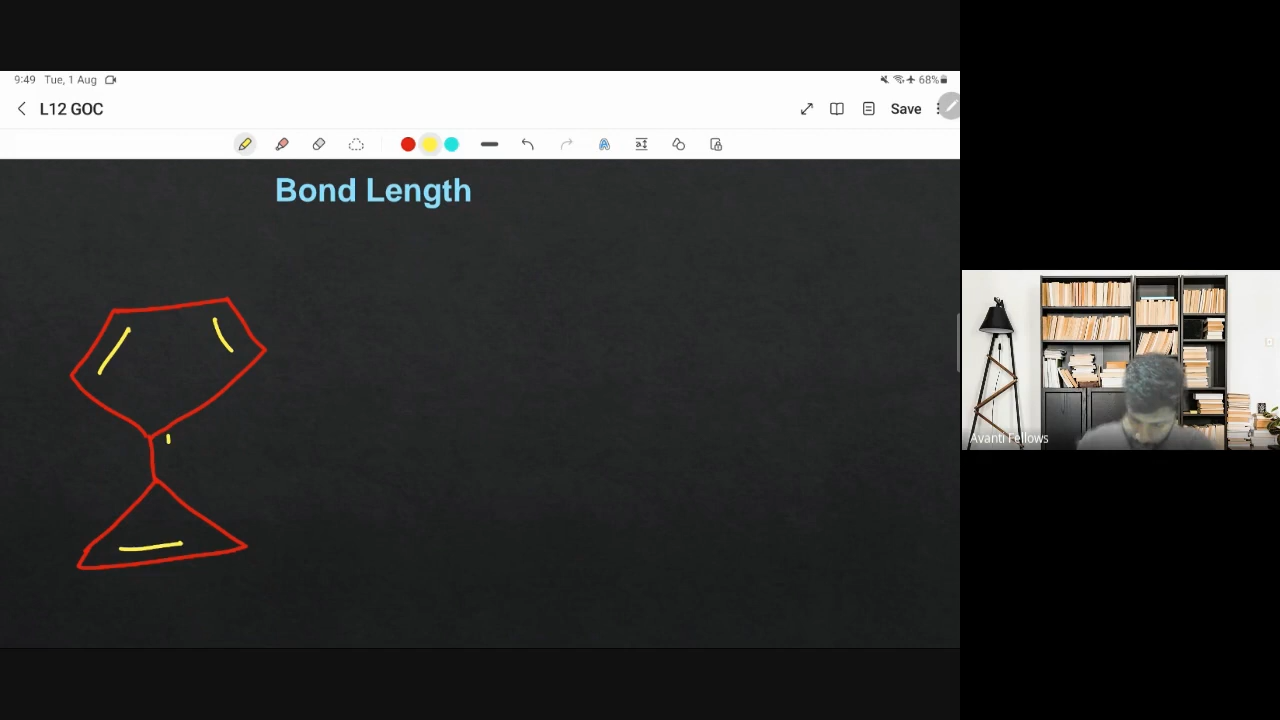 9:49 Tue, 1 Aug 68%
L12 GOC Save
Bond Length
Avanti Fellows